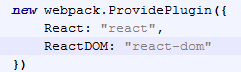 new webpack.ProvidePlugin({
    React: "react",
    ReactDOM: "react-dom"
})